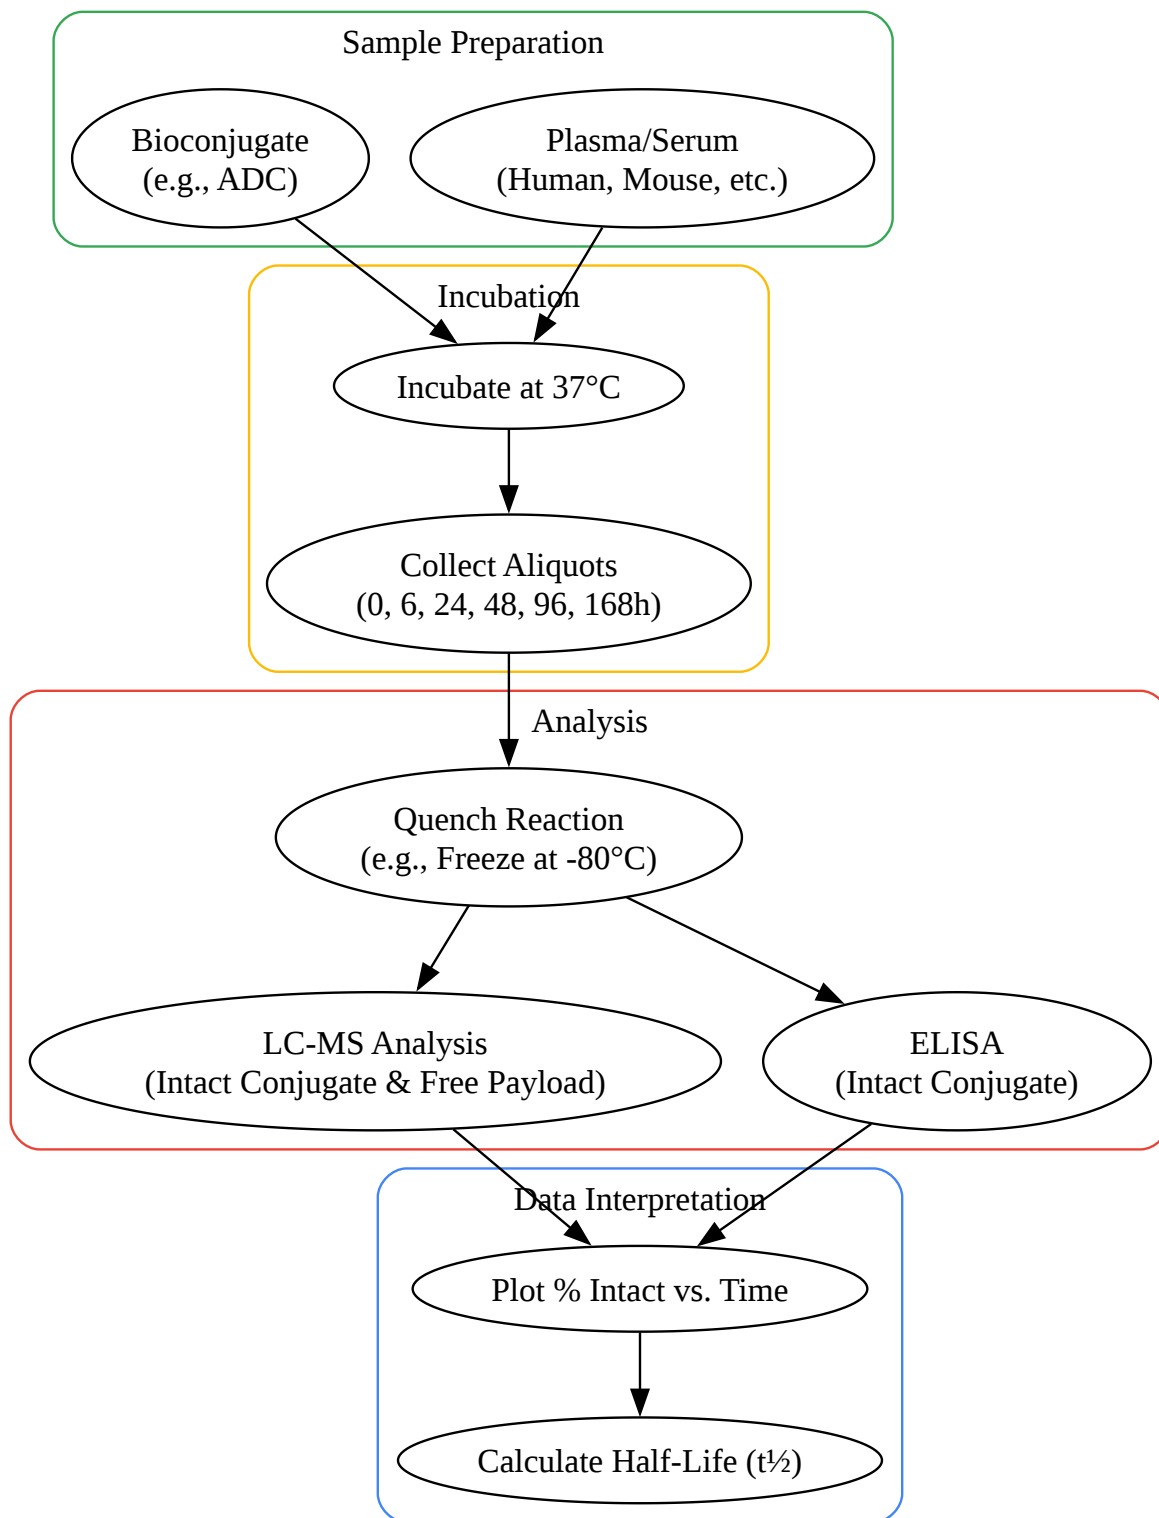 Sample Preparation
Bioconjugate
(e.g., ADC)
Plasma/Serum
(Human, Mouse, etc.)
Incubation
Incubate at 37°C
Collect Aliquots
(0, 6, 24, 48, 96, 168h)
Analysis
Quench Reaction
(e.g., Freeze at -80°C)
LC-MS Analysis
(Intact Conjugate & Free Payload)
ELISA
(Intact Conjugate)
Data Interpretation
Plot % Intact vs. Time
Calculate Half-Life (t½)